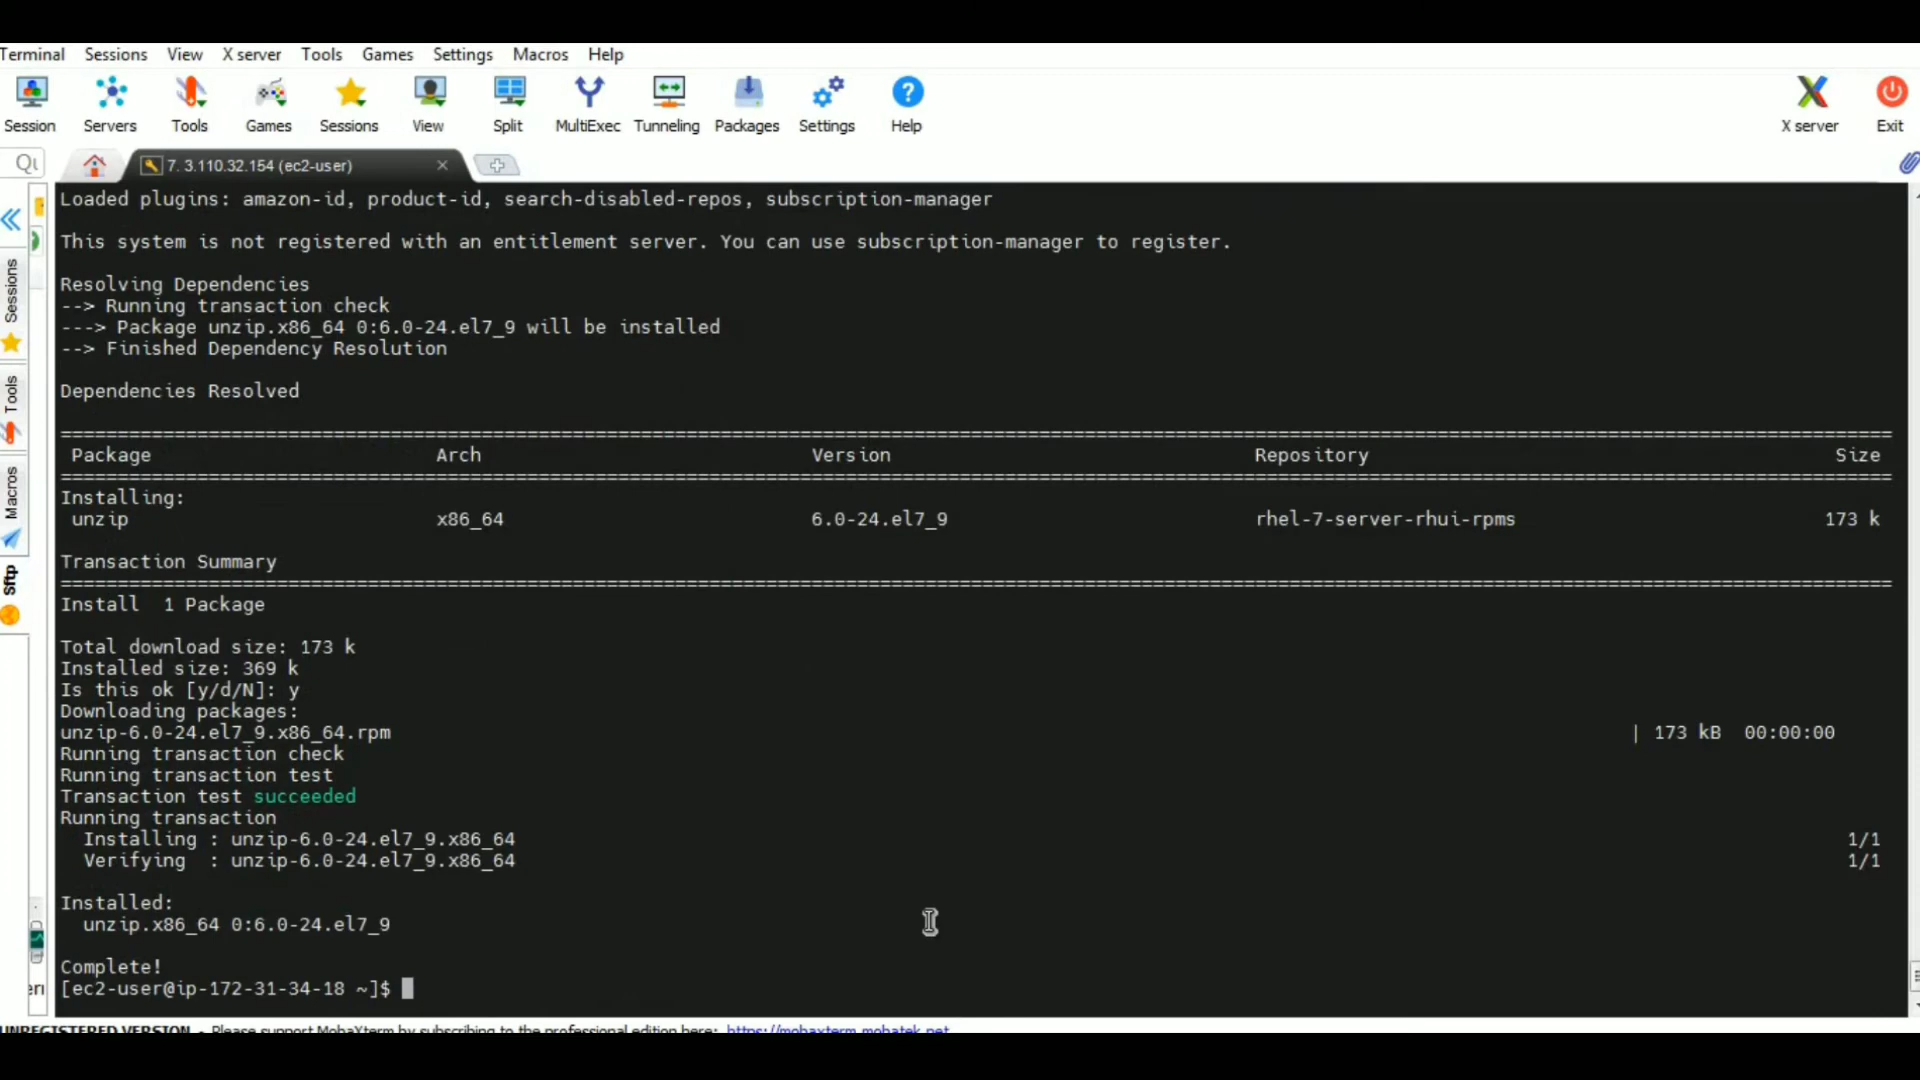 Terminal Sessions View X server Tools Games Settings Macros Help
Session Servers Tools Games Sessions View Split MultiExec Tunneling Packages Settings Help X server Exit
7. 3.110.32.154 (ec2-user)
Sessions
Tools
Macros
Sftp
Loaded plugins: amazon-id, product-id, search-disabled-repos, subscription-manager
This system is not registered with an entitlement server. You can use subscription-manager to register.
Resolving Dependencies
--> Running transaction check
---> Package unzip.x86_64 0:6.0-24.el7_9 will be installed
--> Finished Dependency Resolution
Dependencies Resolved
Package Arch Version Repository Size
Installing:
unzip x86_64 6.0-24.el7_9 rhel-7-server-rhui-rpms 173 k
Transaction Summary
Install 1 Package
Total download size: 173 k
Installed size: 369 k
Is this ok [y/d/N]: y
Downloading packages:
unzip-6.0-24.el7_9.x86_64.rpm | 173 kB 00:00:00
Running transaction check
Running transaction test
Transaction test succeeded
Running transaction
Installing : unzip-6.0-24.el7_9.x86_64 1/1
Verifying : unzip-6.0-24.el7_9.x86_64 1/1
Installed:
unzip.x86_64 0:6.0-24.el7_9
Complete!
[ec2-user@ip-172-31-34-18 ~]$
UNREGISTERED VERSION - Please support MobaXterm by subscribing to the professional edition here: https://mobaxterm.mobatek.net